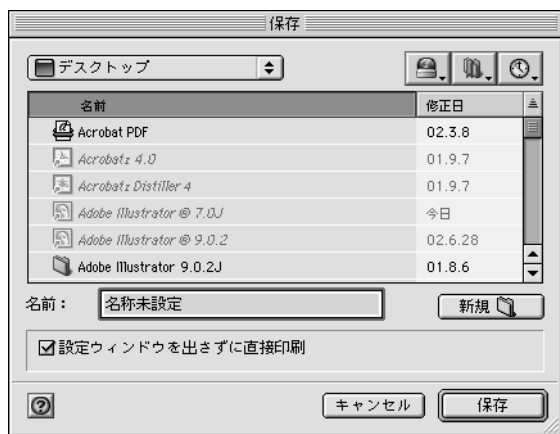 保存
デスクトップ
名前 修正日
Acrobat PDF 02.3.8
Acrobat™ 4.0 01.9.7
Acrobat™ Distiller 4 01.9.7
Adobe Illustrator @ 7.0J 今日
Adobe Illustrator @ 9.0.2 02.6.28
Adobe Illustrator 9.0.2J 01.8.6
名前： 名称未設定 新規
設定ウィンドウを出さずに直接印刷
? キャンセル 保存